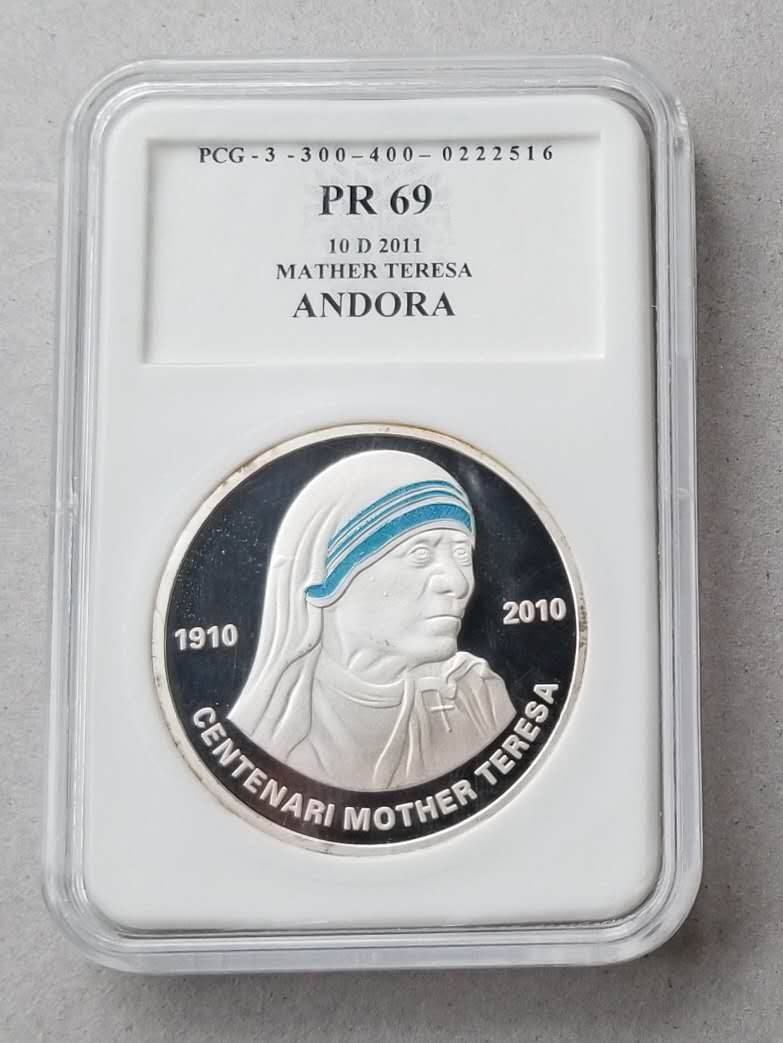 PCG - 3 - 300 – 400 – 0222516
PR 69
10 D 2011
MATHER TERESA
ANDORA
1910
2010
CENTENARI MOTHER TERESA